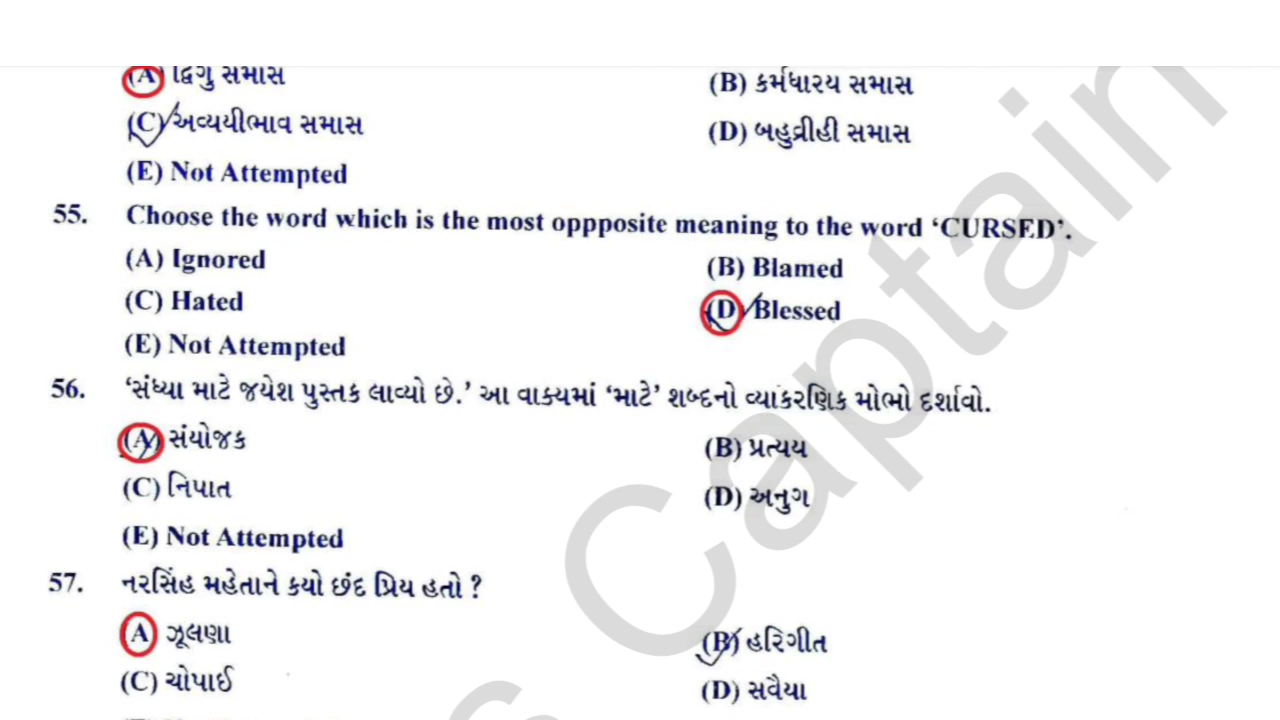 (A) દ્વિગુ સમાસ (B) કર્મધારય સમાસ
(C) અવ્યયીભાવ સમાસ (D) બહુવ્રીહી સમાસ
(E) Not Attempted
55. Choose the word which is the most oppposite meaning to the word ‘CURSED’.
(A) Ignored (B) Blamed
(C) Hated (D) Blessed
(E) Not Attempted
56. ‘સંધ્યા માટે જયેશ પુસ્તક લાવ્યો છે.’ આ વાક્યમાં ‘માટે’ શબ્દનો વ્યાકરણિક મોભો દર્શાવો.
(A) સંયોજક (B) પ્રત્યય
(C) નિપાત (D) અનુગ
(E) Not Attempted
57. નરસિંહ મહેતાને કયો છંદ પ્રિય હતો ?
A ઝૂલણા (B) હરિગીત
(C) ચોપાઈ (D) સવૈયા
s Captain